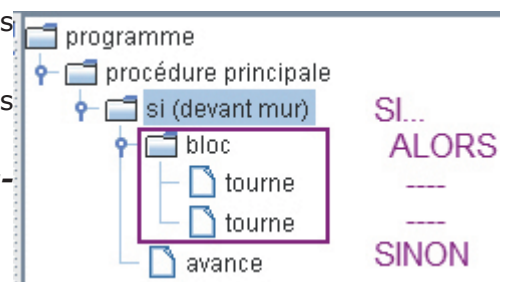 s
programme
procédure principale
s
si (devant mur) SI...
bloc ALORS
- tourne ----
tourne ----
avance SINON